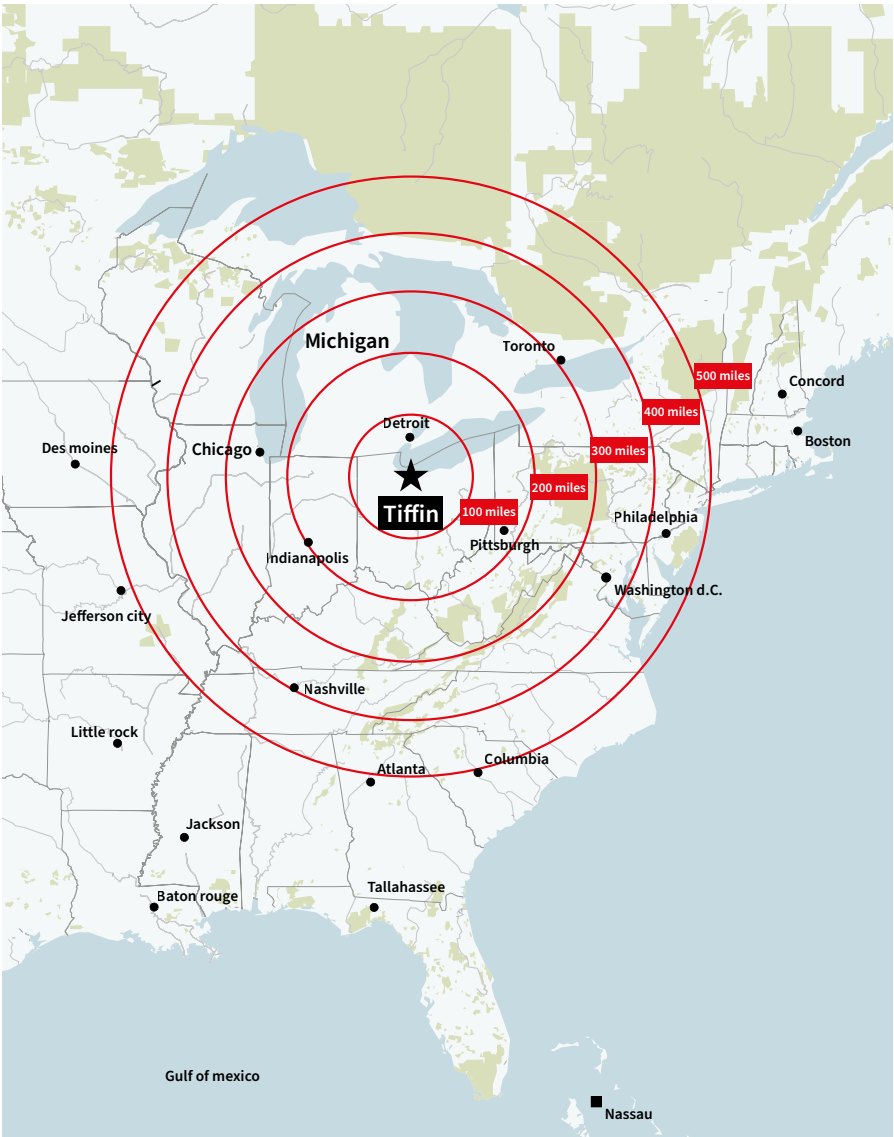 Michigan
Toronto
500 miles
Concord
400 miles
Detroit
Boston
Des moines
Chicago
300 miles
200 miles
Tiffin
100 miles
Philadelphia
Pittsburgh
Indianapolis
Washington d.C.
Jefferson city
Nashville
Little rock
Columbia
Atlanta
Jackson
Tallahassee
Baton rouge
Gulf of mexico
Nassau